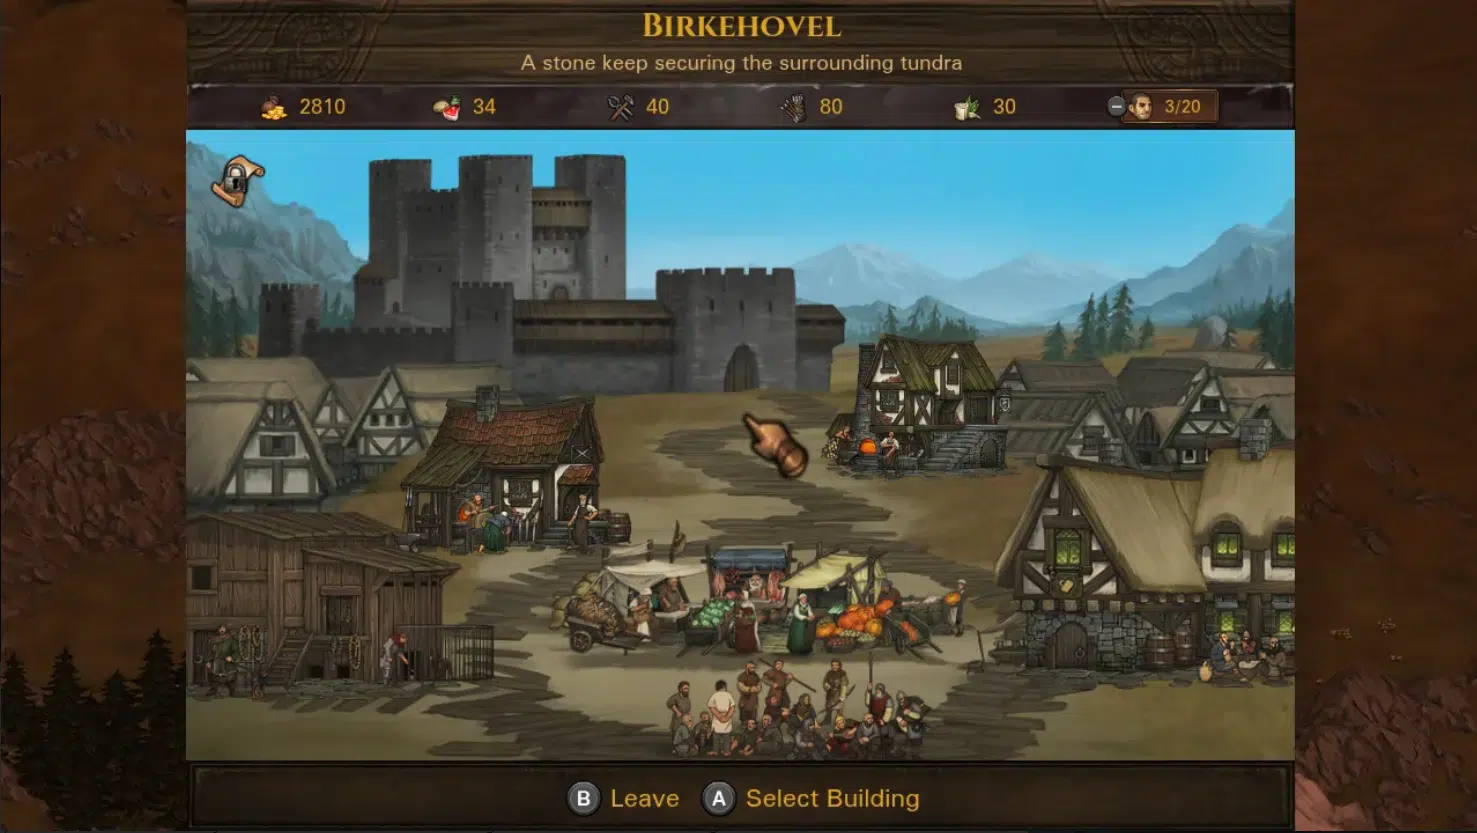 BIRKEHOVEL
A stone keep securing the surrounding tundra
2810 34 40 80 30 3/20
B Leave A Select Building